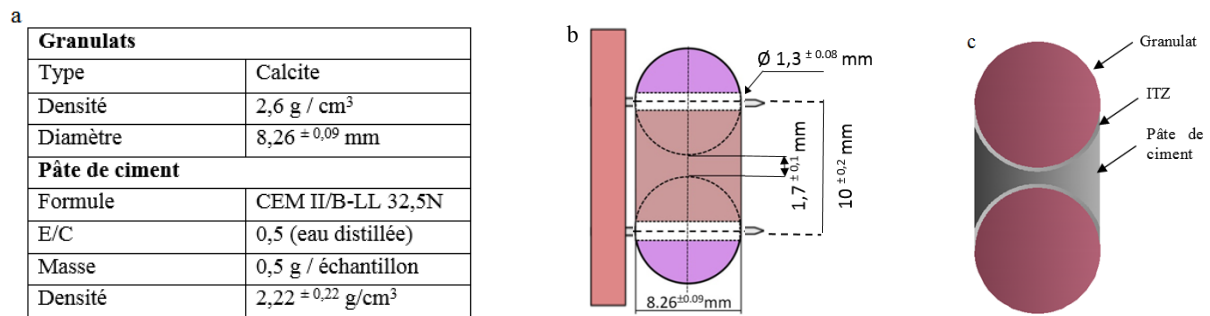 a
Granulats
Type Calcite
Densité 2,6 g / cm³
Diamètre 8,26 ± 0,09 mm
Pâte de ciment
Formule CEM II/B-LL 32,5N
E/C 0,5 (eau distillée)
Masse 0,5 g / échantillon
Densité 2,22 ± 0,22 g/cm³
b
Ø 1,3 ± 0.08 mm
1,7 ± 0,1 mm
10 ± 0,2 mm
8.26±0.09mm
c
Granulat
ITZ
Pâte de
ciment